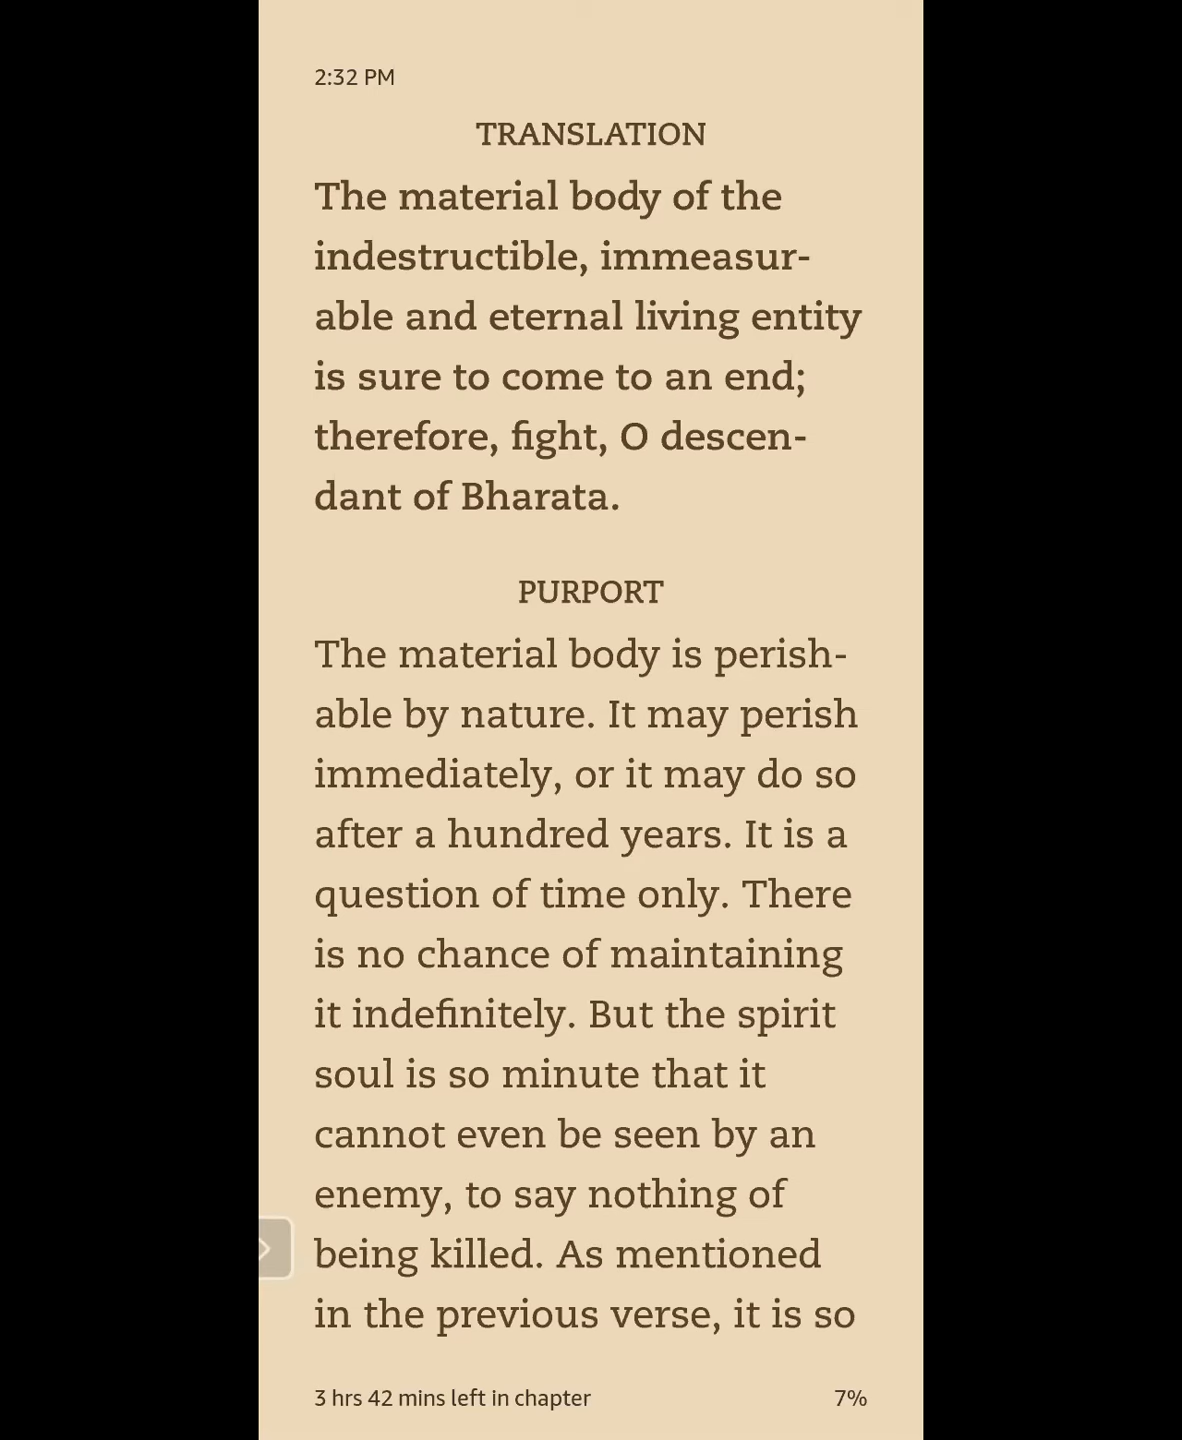 2:32 PM
TRANSLATION
The material body of the
indestructible, immeasur-
able and eternal living entity
is sure to come to an end;
therefore, fight, O descen-
dant of Bharata.
PURPORT
The material body is perish-
able by nature. It may perish
immediately, or it may do so
after a hundred years. It is a
question of time only. There
is no chance of maintaining
it indefinitely. But the spirit
soul is so minute that it
cannot even be seen by an
enemy, to say nothing of
being killed. As mentioned
in the previous verse, it is so
3 hrs 42 mins left in chapter 7%